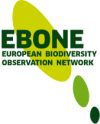 EBONE
EUROPEAN BIODIVERSITY
OBSERVATION NETWORK